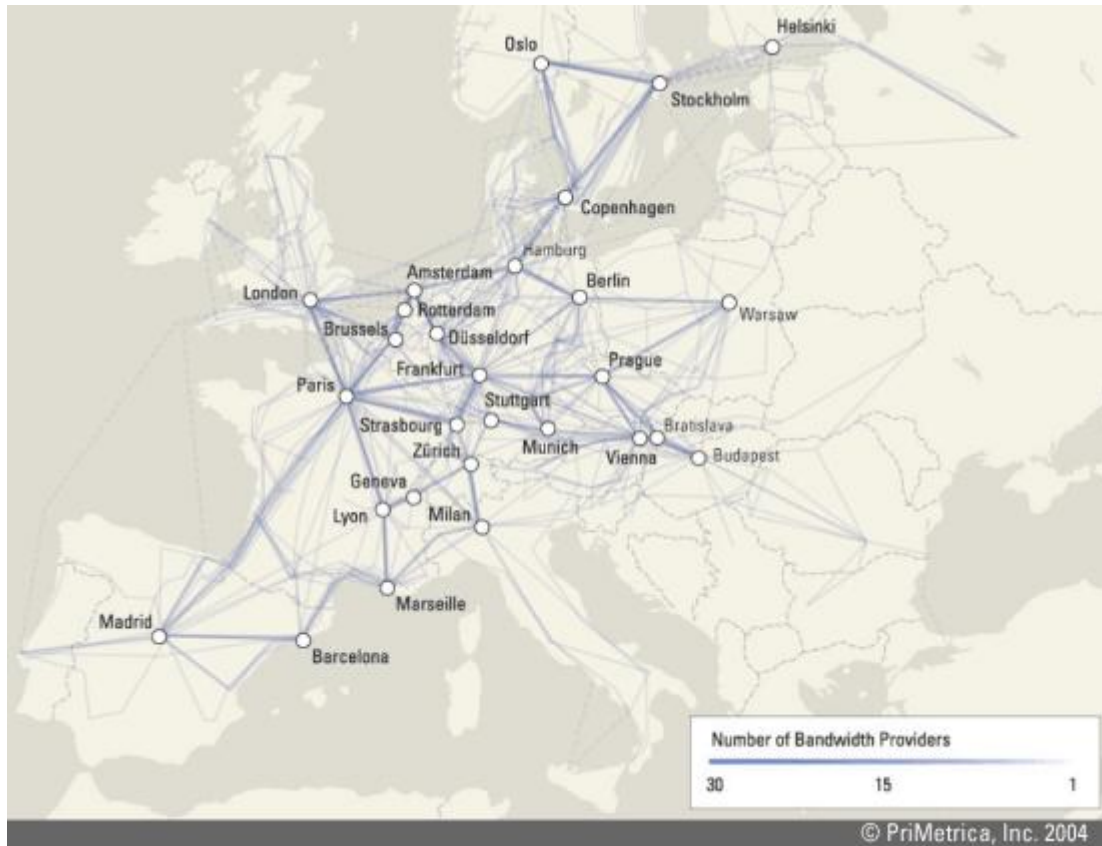 Helsinki
Oslo
Stockholm
Copenhagen
Hamburg
Amsterdam
Berlin
London
Rotterdam
Warsaw
Brussels
Düsseldorf
Frankfurt
Prague
Paris
Stuttgart
Strasbourg
Bratislava
Munich
Vienna
Zürich
Budapest
Geneva
Lyon
Milan
Marseille
Madrid
Barcelona
Number of Bandwidth Providers
30 15 1
© PriMetrica, Inc. 2004